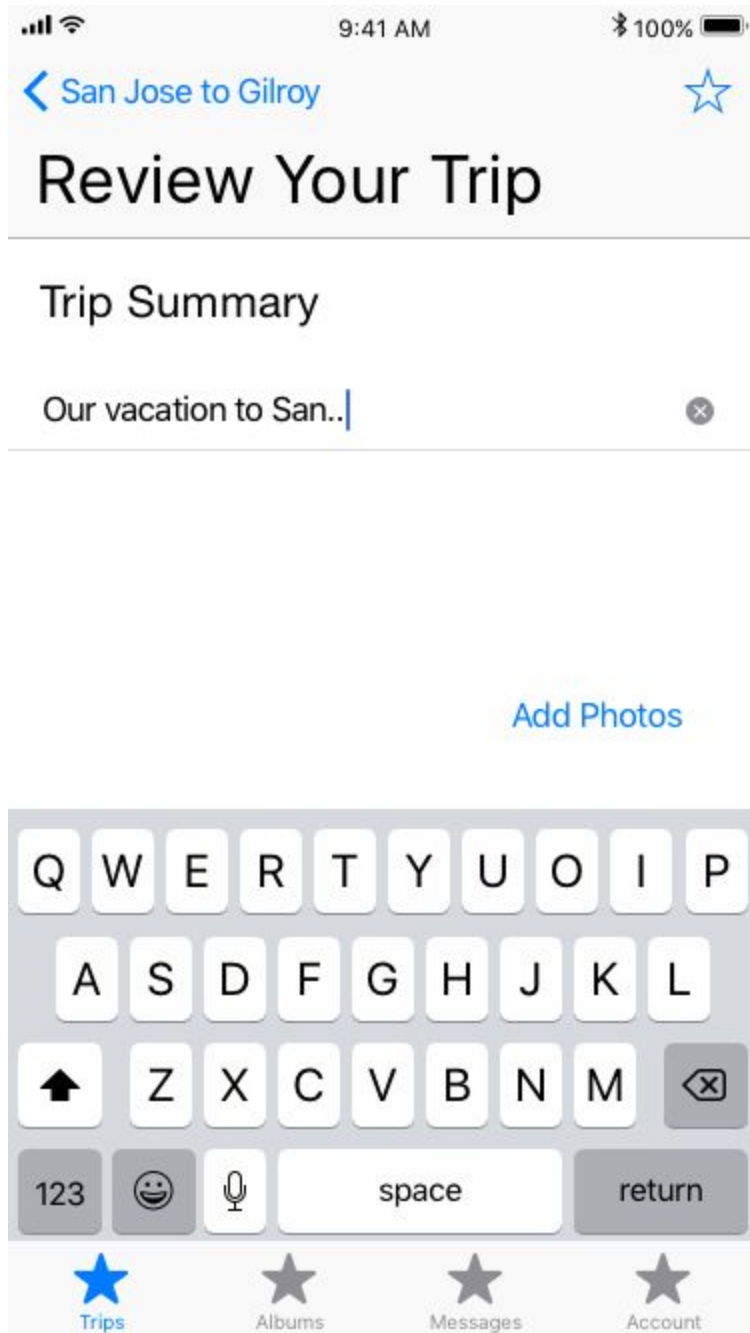 9:41 AM 100%
San Jose to Gilroy
Review Your Trip
Trip Summary
Our vacation to San..
Add Photos
Q W E R T Y U O I P
A S D F G H J K L
Z X C V B N M
123 space return
Trips Albums Messages Account